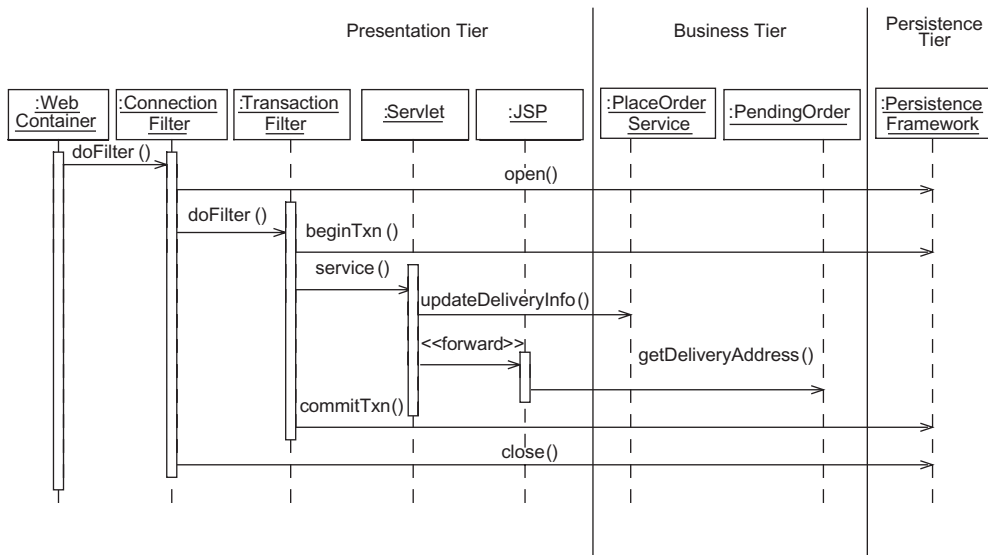 Presentation Tier
Business Tier
Persistence
Tier
:Web
Container
:Connection
Filter
:Transaction
Filter
:Servlet
:JSP
:PlaceOrder
Service
:PendingOrder
:Persistence
Framework
doFilter()
open()
doFilter()
beginTxn()
service()
updateDeliveryInfo()
<<forward>>
getDeliveryAddress()
commitTxn()
close()